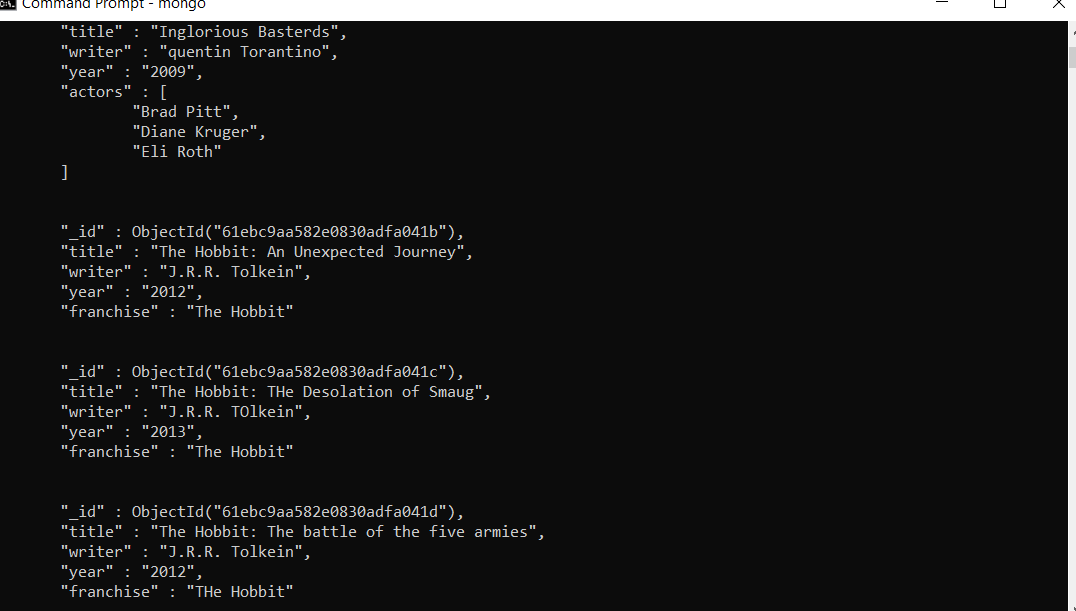 Command Prompt - mongo
"title" : "Inglorious Basterds",
"writer" : "quentin Torantino",
"year" : "2009",
"actors" : [
"Brad Pitt",
"Diane Kruger",
"Eli Roth"
]
"_id" : ObjectId("61ebc9aa582e0830adfa041b"),
"title" : "The Hobbit: An Unexpected Journey",
"writer" : "J.R.R. Tolkein",
"year" : "2012",
"franchise" : "The Hobbit"
"_id" : ObjectId("61ebc9aa582e0830adfa041c"),
"title" : "The Hobbit: THe Desolation of Smaug",
"writer" : "J.R.R. TOlkein",
"year" : "2013",
"franchise" : "The Hobbit"
"_id" : ObjectId("61ebc9aa582e0830adfa041d"),
"title" : "The Hobbit: The battle of the five armies",
"writer" : "J.R.R. Tolkein",
"year" : "2012",
"franchise" : "THe Hobbit"